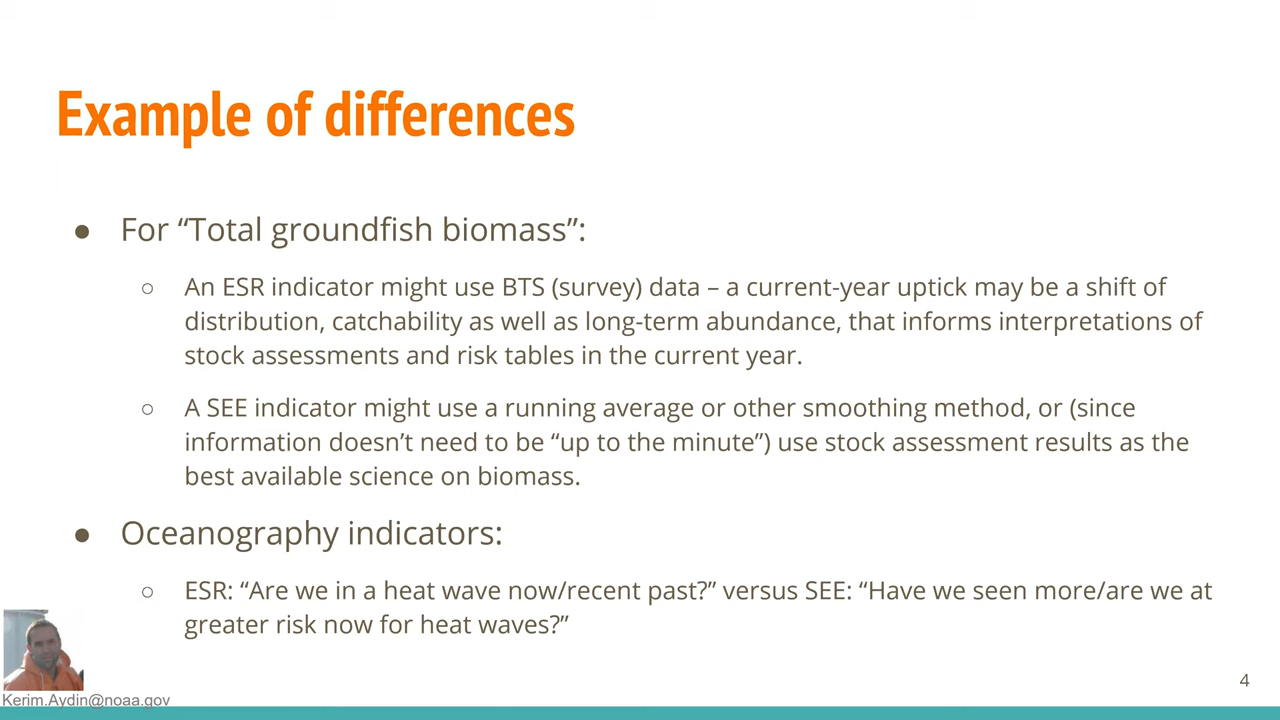 Example of differences
● For “Total groundfish biomass”:
○ An ESR indicator might use BTS (survey) data – a current-year uptick may be a shift of
distribution, catchability as well as long-term abundance, that informs interpretations of
stock assessments and risk tables in the current year.
○ A SEE indicator might use a running average or other smoothing method, or (since
information doesn’t need to be “up to the minute”) use stock assessment results as the
best available science on biomass.
● Oceanography indicators:
○ ESR: “Are we in a heat wave now/recent past?” versus SEE: “Have we seen more/are we at
greater risk now for heat waves?”
4
Kerim.Aydin@noaa.gov